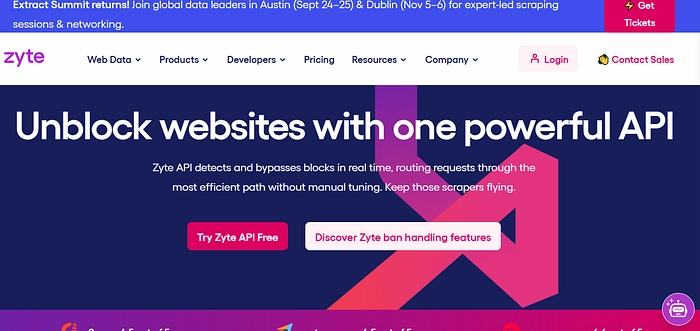 Extract Summit returns! Join global data leaders in Austin (Sept 24–25) & Dublin (Nov 5–6) for expert-led scraping
sessions & networking.
⚡ Get
Tickets
zyte
Web Data
Products
Developers
Pricing
Resources
Company
Login
Contact Sales
Unblock websites with one powerful API
Zyte API detects and bypasses blocks in real time, routing requests through the
most efficient path without manual tuning. Keep those scrapers flying.
Try Zyte API Free
Discover Zyte ban handling features